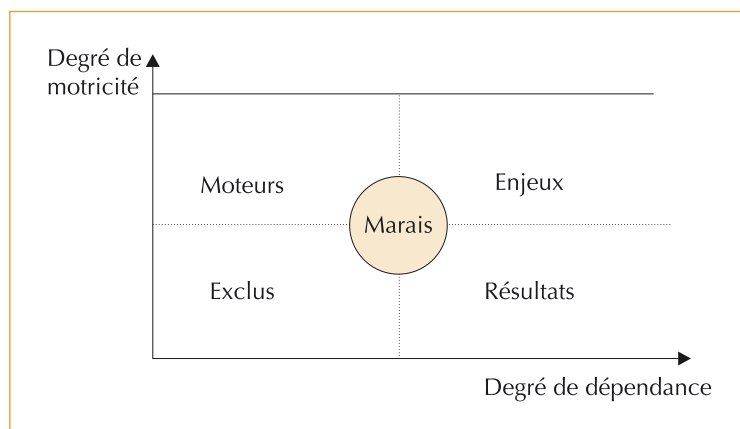 Degré de
motricité
Moteurs
Enjeux
Marais
Exclus
Résultats
Degré de dépendance